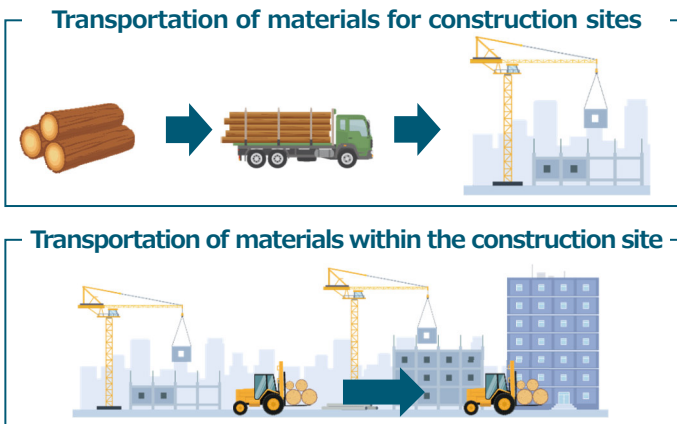 Transportation of materials for construction sites
Transportation of materials within the construction site